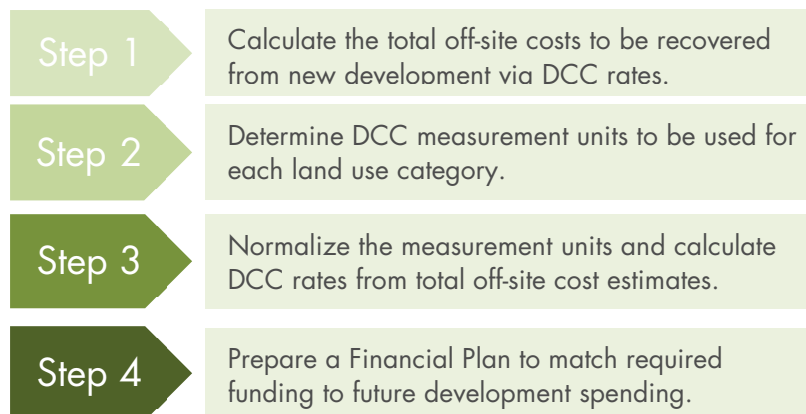 Step 1
Calculate the total off-site costs to be recovered
from new development via DCC rates.
Step 2
Determine DCC measurement units to be used for
each land use category.
Step 3
Normalize the measurement units and calculate
DCC rates from total off-site cost estimates.
Step 4
Prepare a Financial Plan to match required
funding to future development spending.